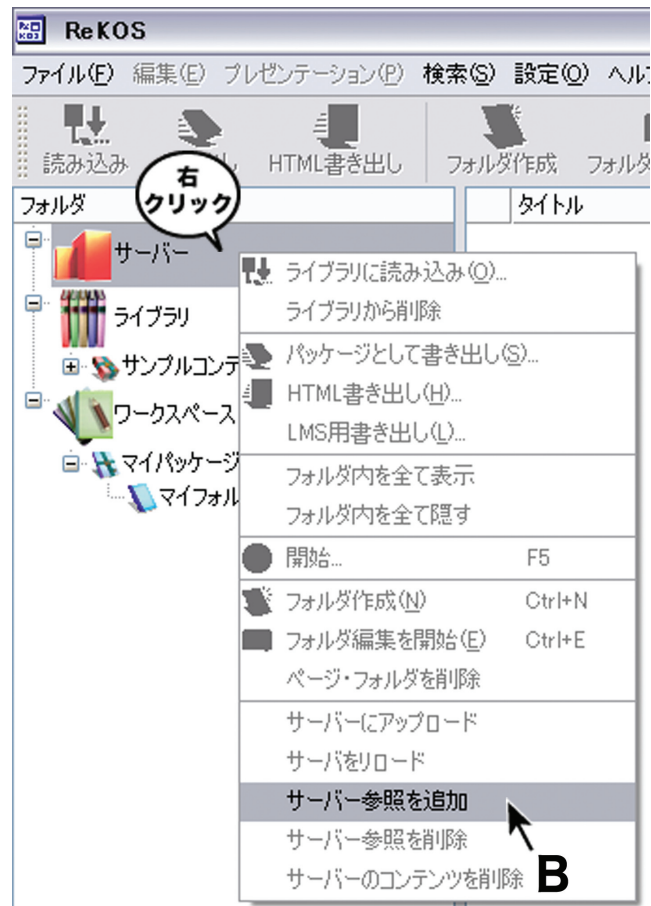 ReKOS
ファイル(F) 編集(E) プレゼンテーション(P) 検索(S) 設定(O)
読み込み HTML書き出し フォルダ作成
右
クリック
フォルダ タイトル
サーバー
ライブラリ
サンプルコンテ
ワークスペース
マイパッケージ
マイフォル
ライブラリに読み込み(O)...
ライブラリから削除
パッケージとして書き出し(S)...
HTML書き出し(H)...
LMS用書き出し(L)...
フォルダ内を全て表示
フォルダ内を全て隠す
開始... F5
フォルダ作成(N) Ctrl+N
フォルダ編集を開始(E) Ctrl+E
ページ・フォルダを削除
サーバーにアップロード
サーバをリロード
サーバー参照を追加
サーバー参照を削除
サーバーのコンテンツを削除
B